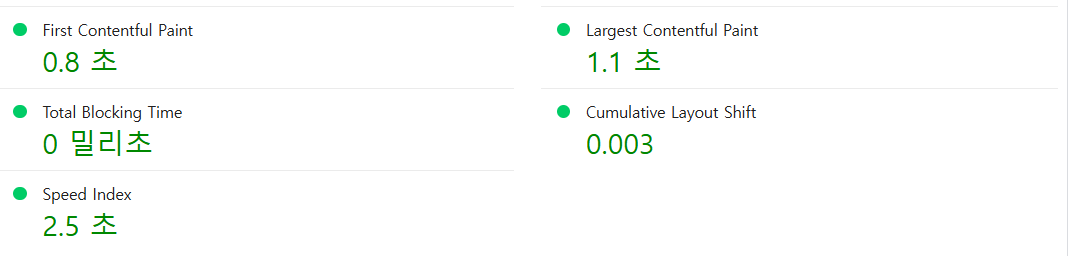 First Contentful Paint
0.8 초
Largest Contentful Paint
1.1 초
Total Blocking Time
0 밀리초
Cumulative Layout Shift
0.003
Speed Index
2.5 초